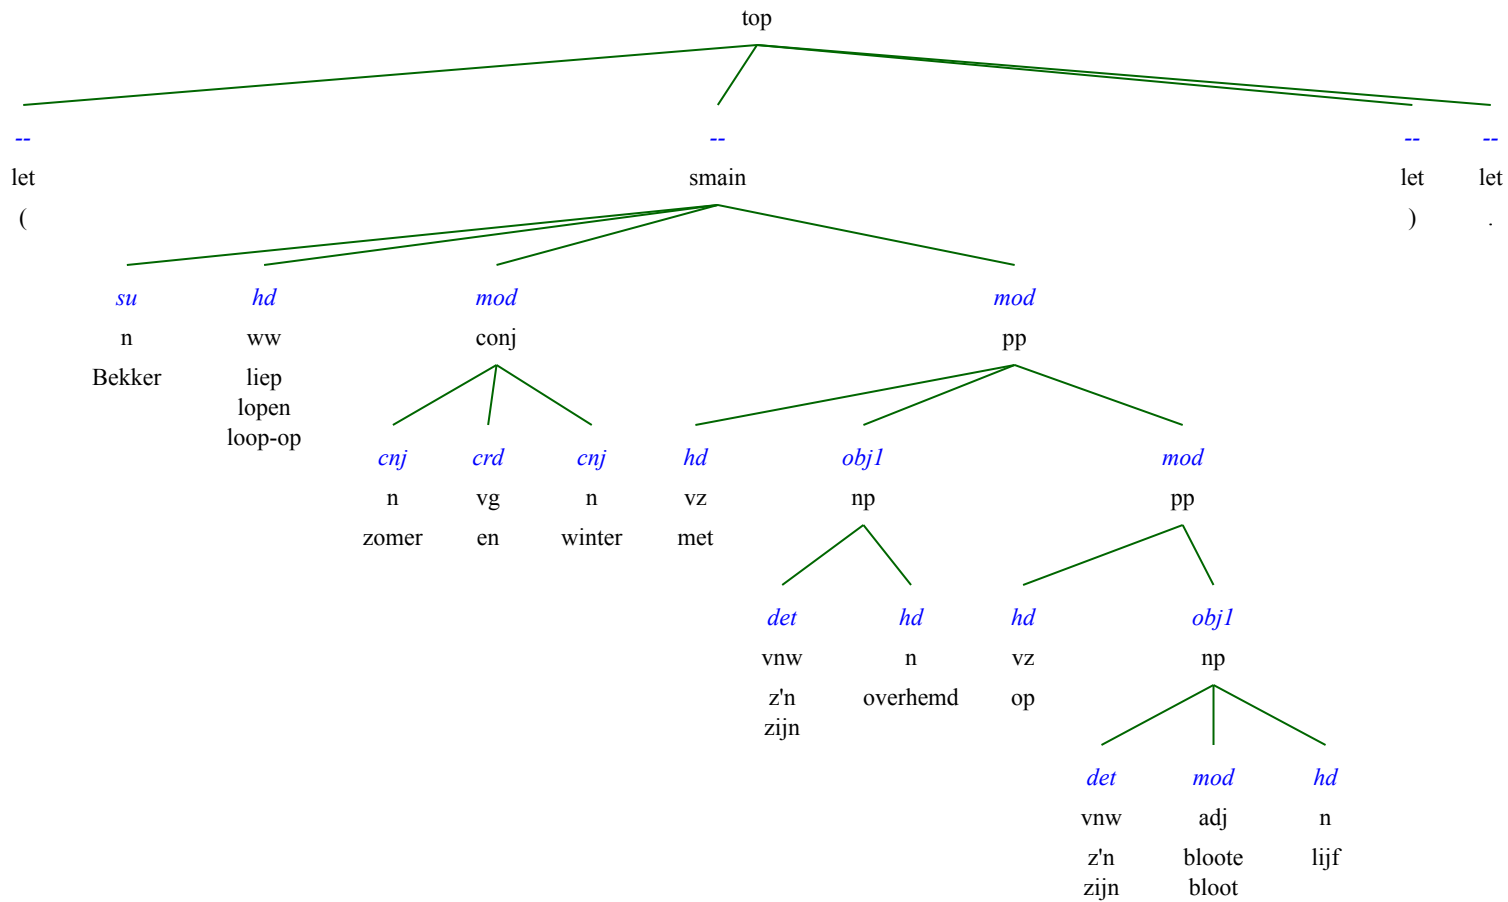 top
-- -- -- --
let smain let let
( ) .
su hd mod mod
n ww conj pp
Bekker liep
lopen
loop-op
cnj crd cnj hd obj1 mod
n vg n vz np pp
zomer en winter met
det hd hd obj1
vnw n vz np
z'n overhemd op
zijn
det mod hd
vnw adj n
z'n bloote lijf
zijn bloot